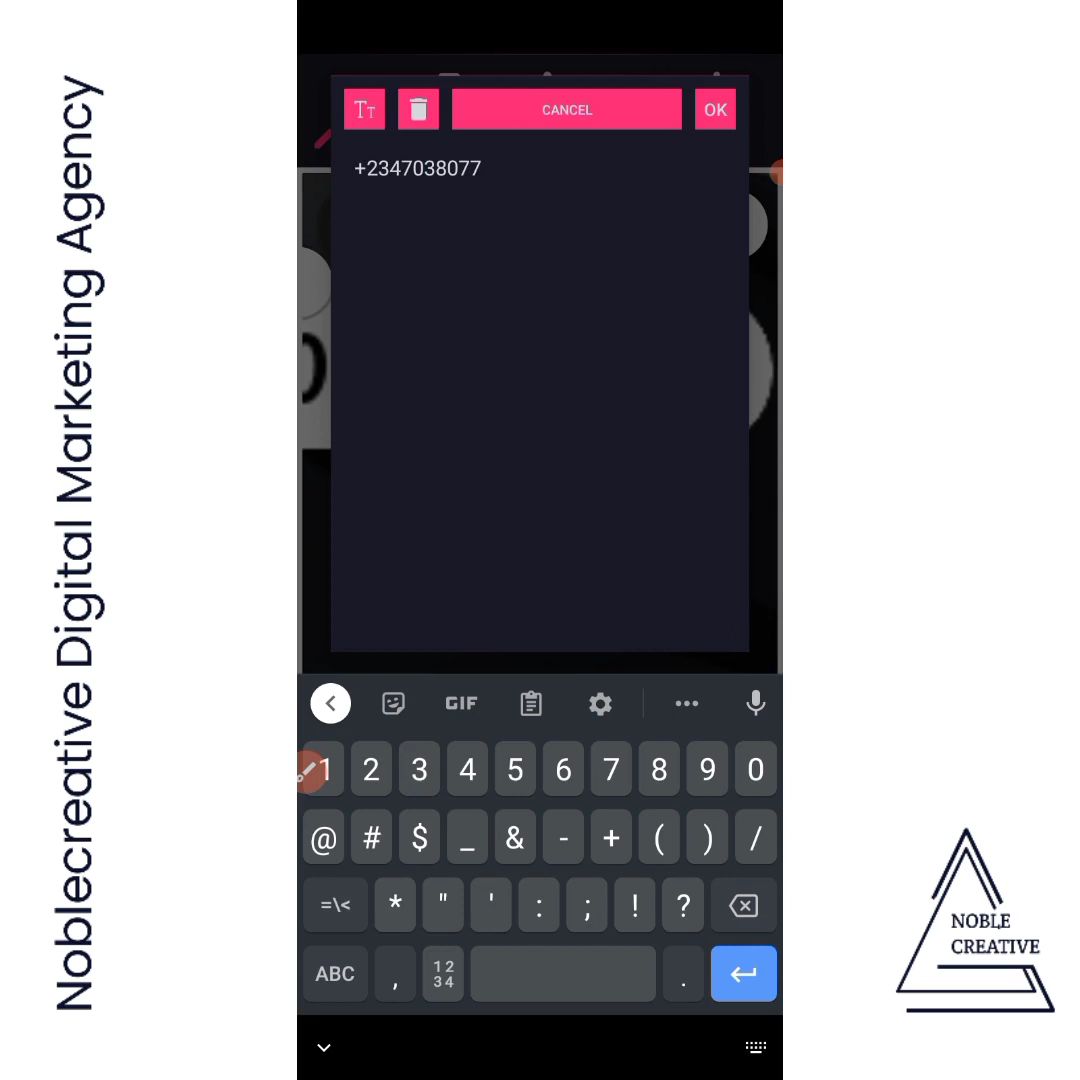 Noblecreative Digital Marketing Agency
TT
CANCEL
OK
+2347038077
GIF
1 2 3 4 5 6 7 8 9 0
@ # $ _ & - + ( ) /
=\< * " ' : ; ! ?
ABC , 12 34 .
NOBLE
CREATIVE